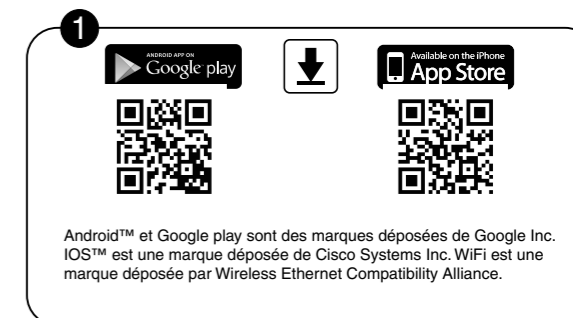 1
ANDROID APP ON
Google play
Available on the iPhone
App Store
Android™ et Google play sont des marques déposées de Google Inc.
IOS™ est une marque déposée de Cisco Systems Inc. WiFi est une
marque déposée par Wireless Ethernet Compatibility Alliance.